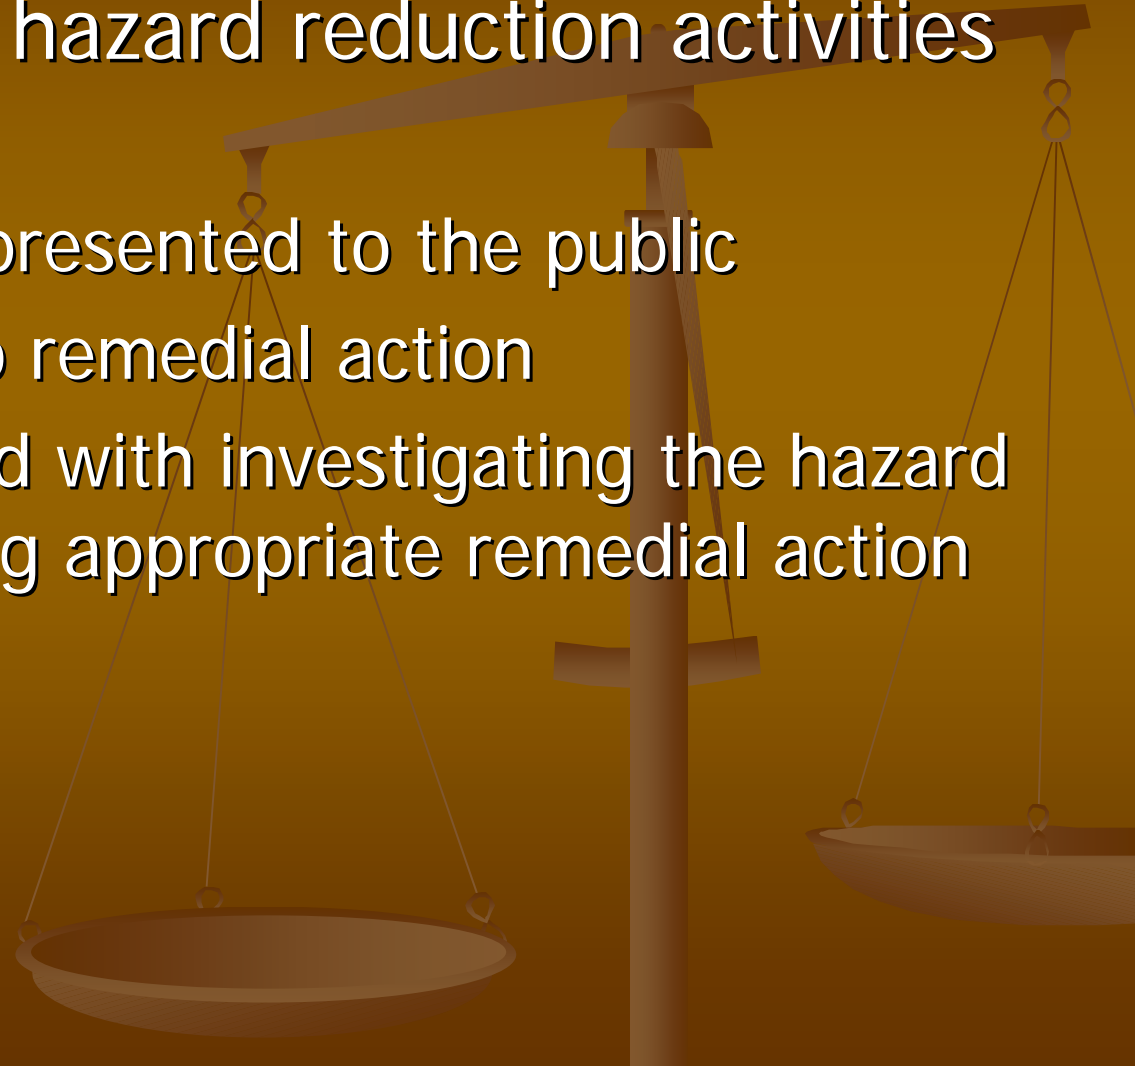 hazard reduction activities
presented to the public
remedial action
with investigating the hazard
appropriate remedial action